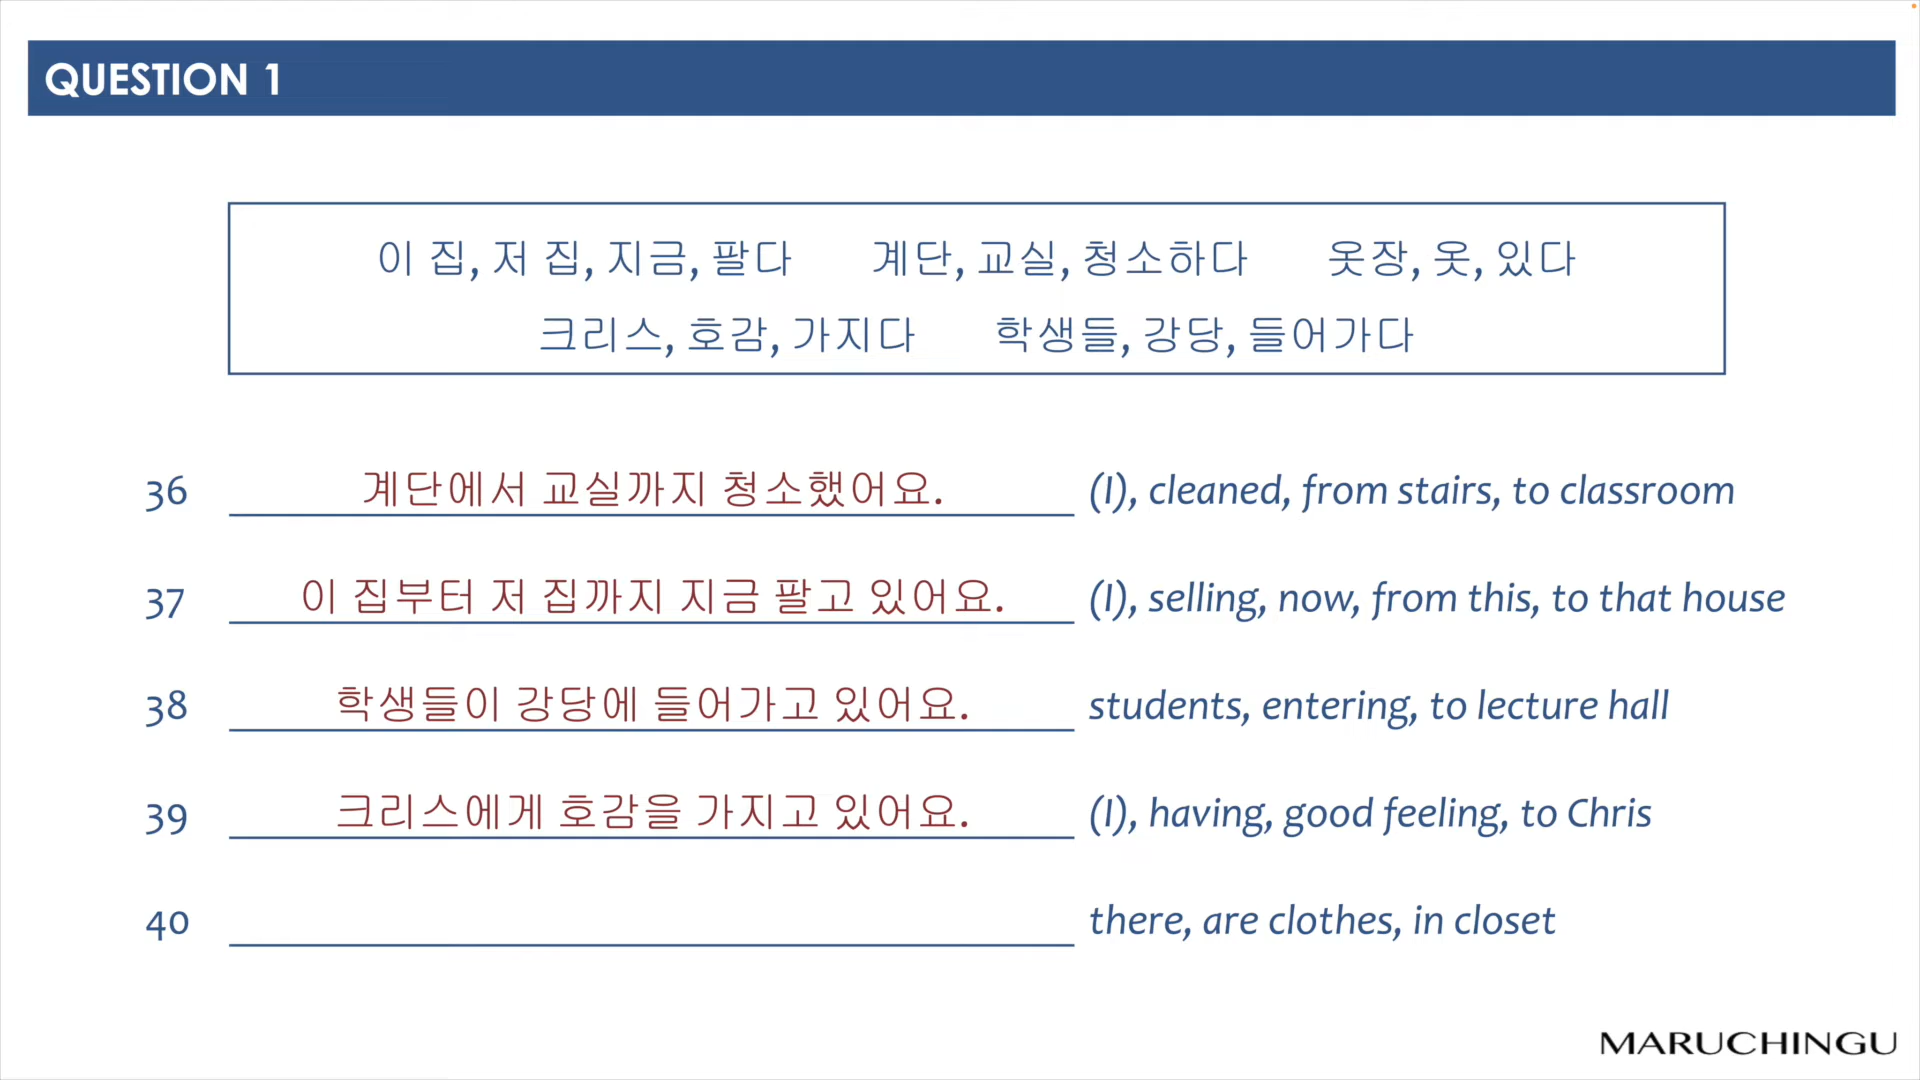 QUESTION 1
이 집, 저 집, 지금, 팔다 계단, 교실, 청소하다 옷장, 옷, 있다
크리스, 호감, 가지다 학생들, 강당, 들어가다
36 계단에서 교실까지 청소했어요. (I), cleaned, from stairs, to classroom
37 이 집부터 저 집까지 지금 팔고 있어요. (I), selling, now, from this, to that house
38 학생들이 강당에 들어가고 있어요. students, entering, to lecture hall
39 크리스에게 호감을 가지고 있어요. (I), having, good feeling, to Chris
40 there, are clothes, in closet
MARUCHINGU